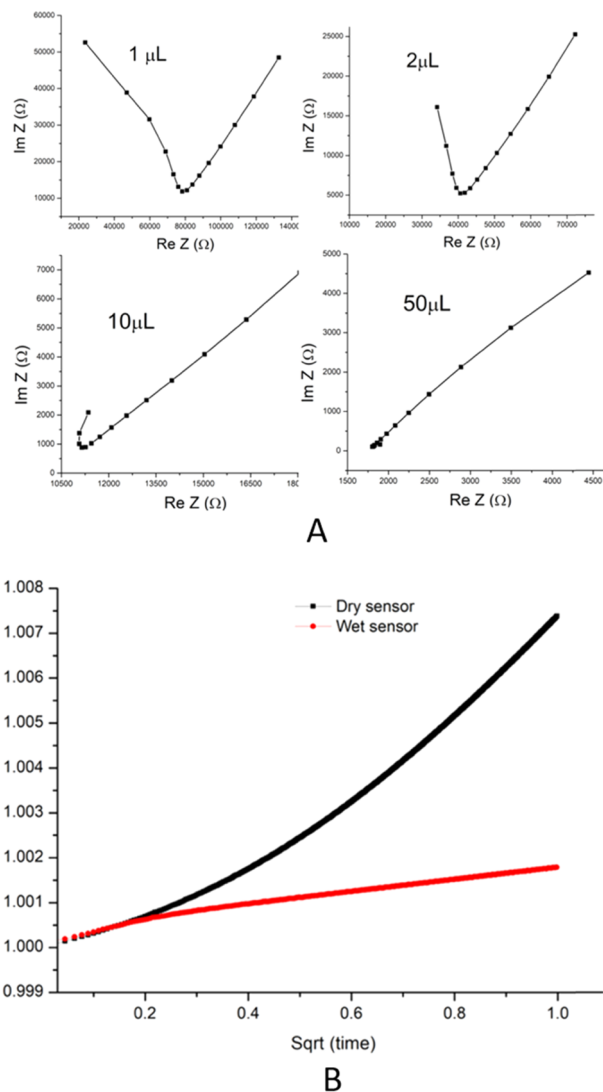 60000
50000
40000
30000
20000
10000
Im Z (Ω)
1 μL
20000 40000 60000 80000 100000 120000 14000
Re Z (Ω)
25000
20000
15000
10000
5000
Im Z (Ω)
2μL
10000 20000 30000 40000 50000 60000 70000
Re Z (Ω)
7000
6000
5000
4000
3000
2000
1000
0
Im Z (Ω)
10μL
10500 12000 13500 15000 16500 180
Re Z (Ω)
5000
4000
3000
2000
1000
0
Im Z (Ω)
50μL
1500 2000 2500 3000 3500 4000 4500
Re Z (Ω)
A
1.008
1.007
1.006
1.005
1.004
1.003
1.002
1.001
1.000
0.999
Dry sensor
Wet sensor
0.2 0.4 0.6 0.8 1.0
Sqrt (time)
B